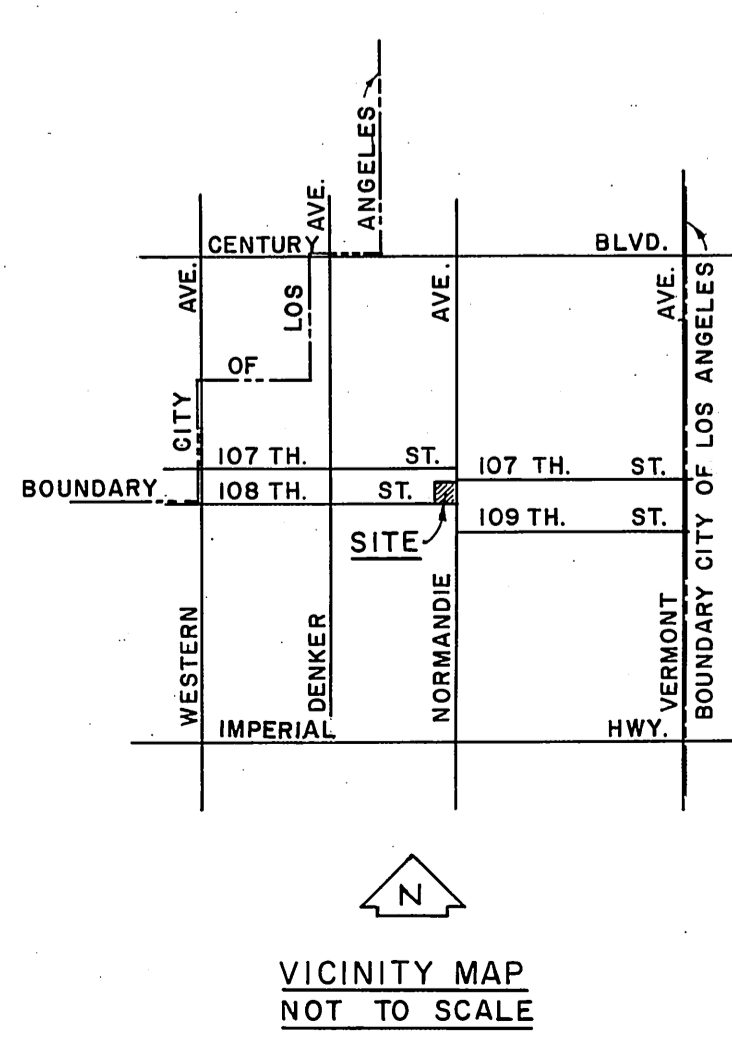 ANGELES
AVE.
CENTURY
BLVD.
AVE.
LOS
AVE.
AVE.
OF
CITY
BOUNDARY
107 TH. ST.
108 TH. ST.
107 TH. ST.
109 TH. ST.
SITE
WESTERN
DENKER
NORMANDIE
VERMONT
BOUNDARY CITY OF LOS ANGELES
IMPERIAL HWY.
N
VICINITY MAP
NOT TO SCALE